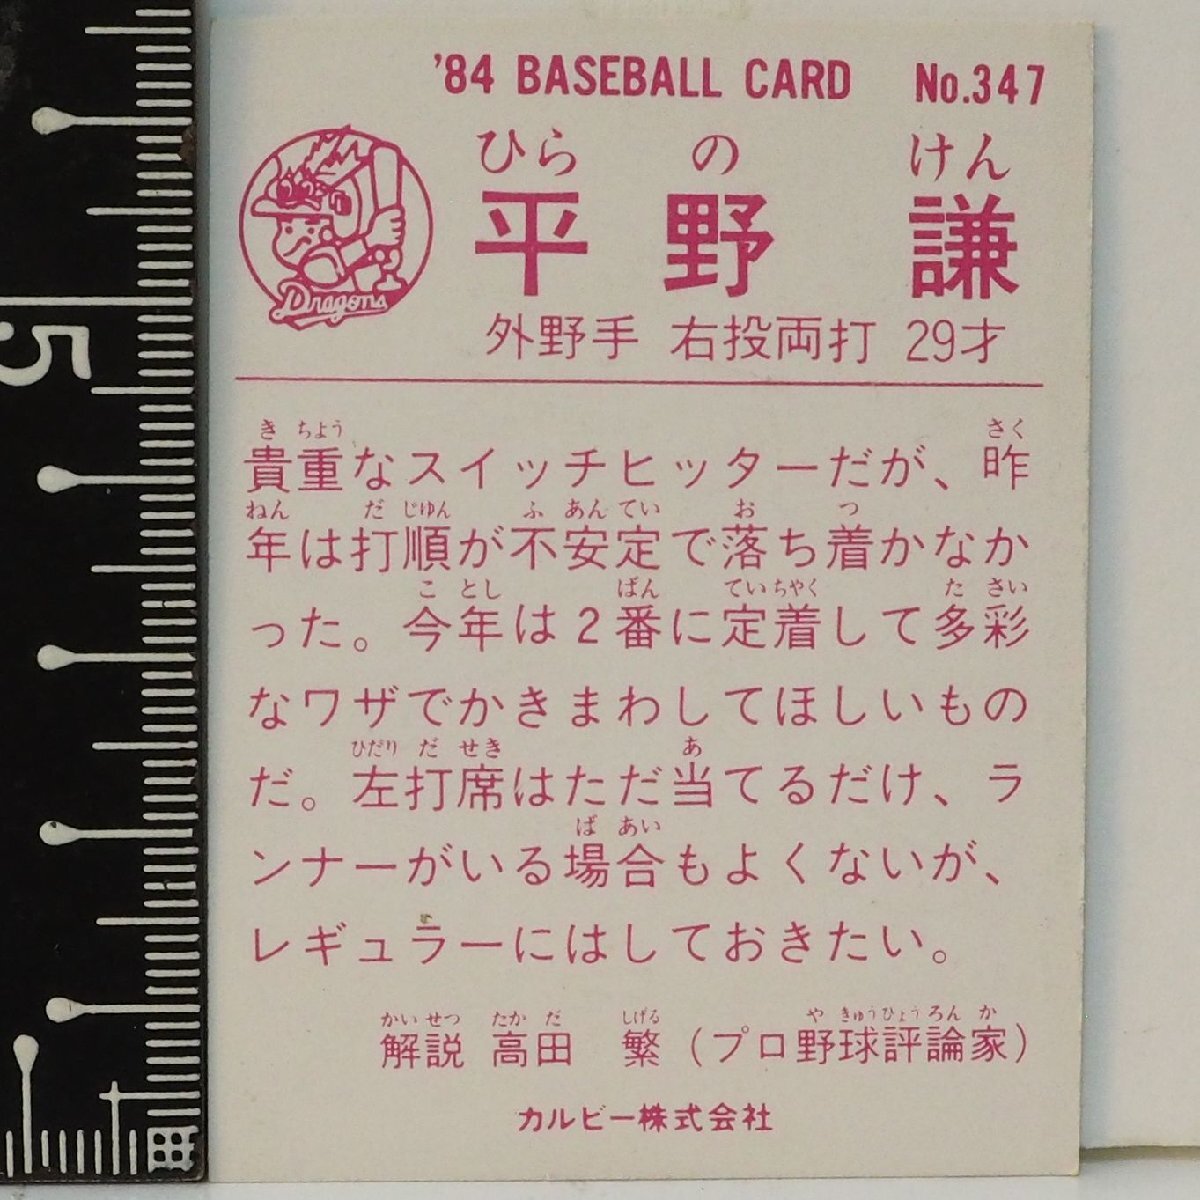 '84 BASEBALL CARD No.347
ひら の けん
平野 謙
Dragons
外野手 右投両打 29才
き ちょう さく
貴重なスイッチヒッターだが、昨
ねん だ じゅん ふ あん てい お つ
年は打順が不安定で落ち着かなか
こ とし ばん ていちゃく た さい
った。今年は2番に定着して多彩
なワザでかきまわしてほしいもの
ひだり だ せき あ
だ。左打席はただ当てるだけ、ラ
ば あい
ンナーがいる場合もよくないが、
レギュラーにはしておきたい。
かい せつ たか だ しげる や きゅうひょう ろん か
解説 高田 繁 (プロ野球評論家)
カルビー株式会社
5